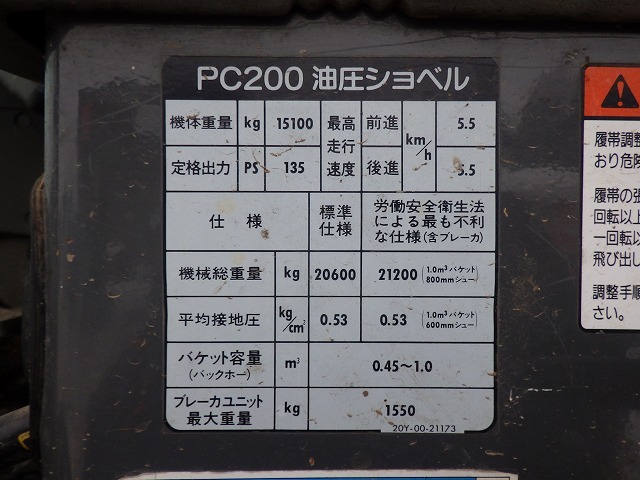 PC200 油圧ショベル
機体重量 kg 15100 最高走行速度 前進 km/h 5.5
定格出力 PS 135 後進 5.5
仕様 標準仕様 労働安全衛生法による最も不利な仕様(含ブレーカ)
機械総重量 kg 20600 21200 (1.0m³バケット 800mmシュー)
平均接地圧 kg/cm² 0.53 0.53 (1.0m³バケット 600mmシュー)
バケット容量(バックホー) m³ 0.45~1.0
ブレーカユニット最大重量 kg 1550
20Y-00-21173
履帯調整
おり危険
履帯の張
回転以上
一回転以
飛び出し
調整手順
さい。